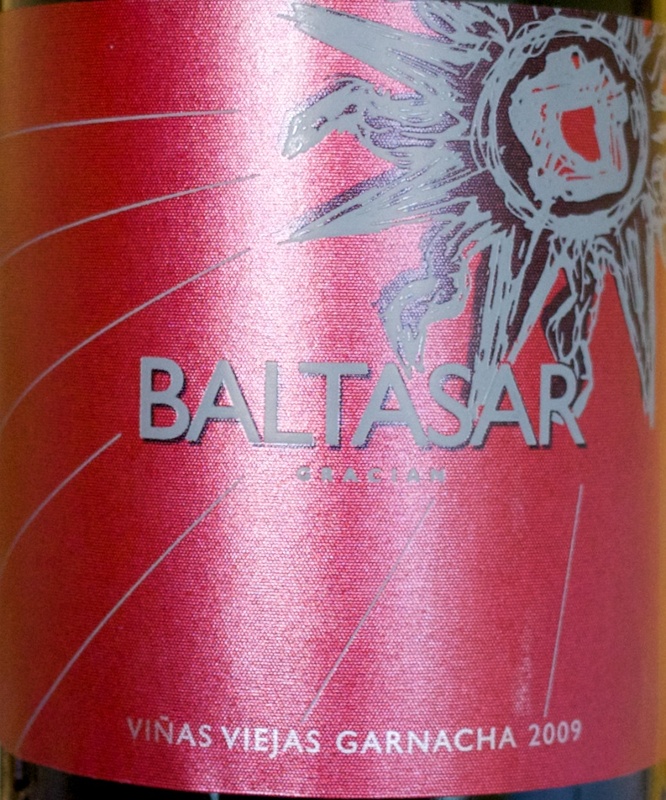 BALTASAR
GRACIAN
VIÑAS VIEJAS GARNACHA 2009